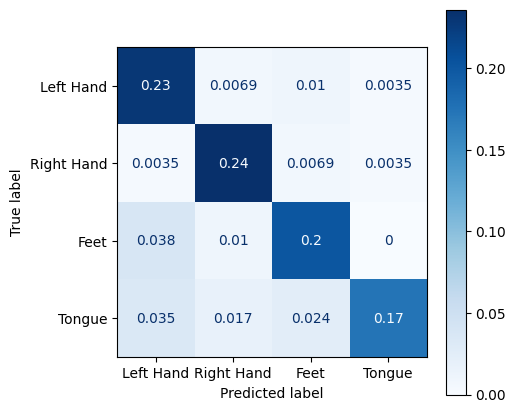 Left Hand 0.23 0.0069 0.01 0.0035
Right Hand 0.0035 0.24 0.0069 0.0035
Feet 0.038 0.01 0.2 0
Tongue 0.035 0.017 0.024 0.17
Left Hand Right Hand Feet Tongue
Predicted label
True label
0.20
0.15
0.10
0.05
0.00